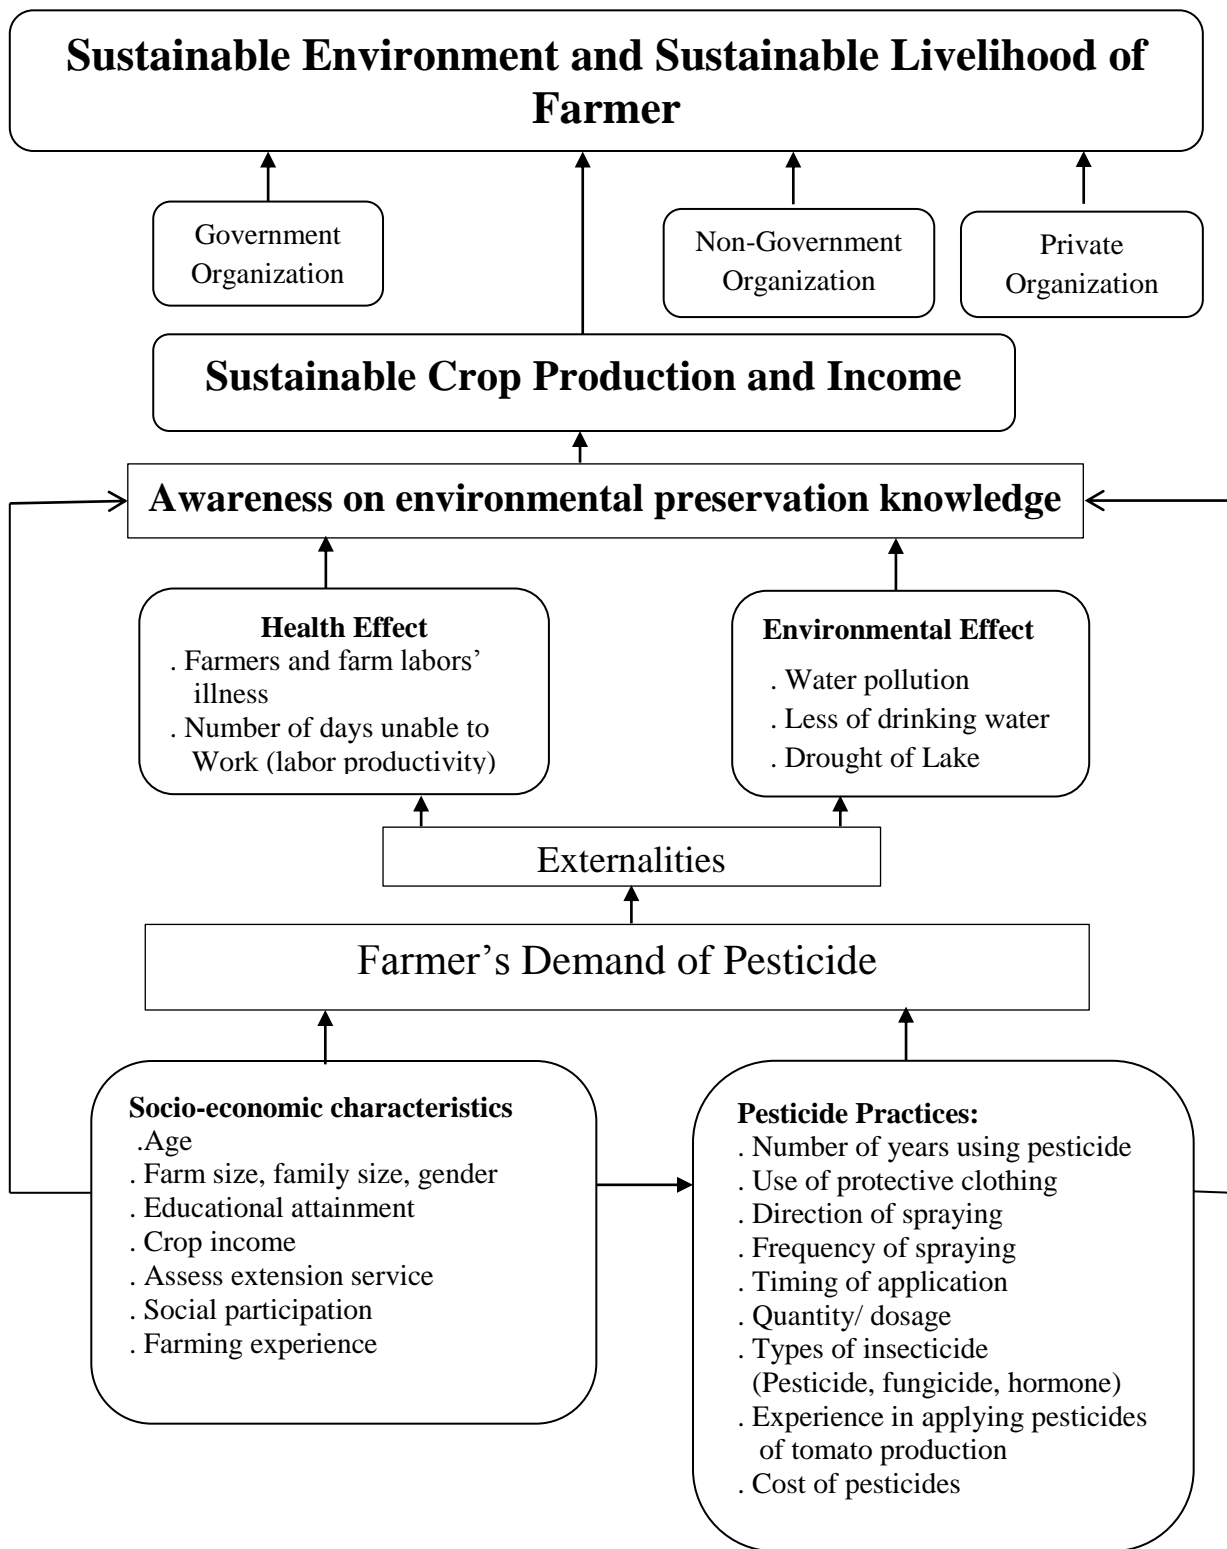 Sustainable Environment and Sustainable Livelihood of
Farmer
Government
Organization
Non-Government
Organization
Private
Organization
Sustainable Crop Production and Income
Awareness on environmental preservation knowledge
Health Effect
. Farmers and farm labors’
illness
. Number of days unable to
Work (labor productivity)
Environmental Effect
. Water pollution
. Less of drinking water
. Drought of Lake
Externalities
Farmer’s Demand of Pesticide
Socio-economic characteristics
.Age
. Farm size, family size, gender
. Educational attainment
. Crop income
. Assess extension service
. Social participation
. Farming experience
Pesticide Practices:
. Number of years using pesticide
. Use of protective clothing
. Direction of spraying
. Frequency of spraying
. Timing of application
. Quantity/ dosage
. Types of insecticide
(Pesticide, fungicide, hormone)
. Experience in applying pesticides
of tomato production
. Cost of pesticides